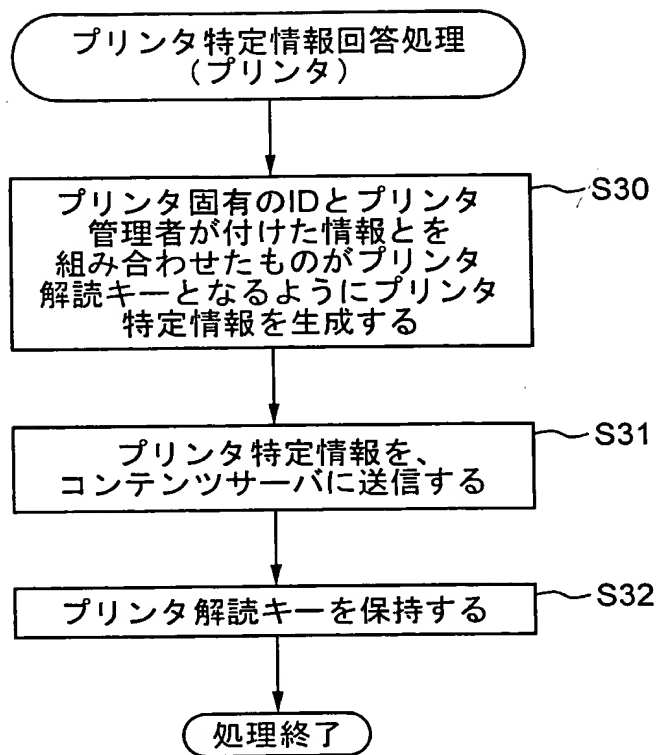 プリンタ特定情報回答処理
(プリンタ)
プリンタ固有のIDとプリンタ
管理者が付けた情報とを
組み合わせたものがプリンタ
解読キーとなるようにプリンタ
特定情報を生成する
S30
プリンタ特定情報を、
コンテンツサーバに送信する
S31
プリンタ解読キーを保持する
S32
処理終了